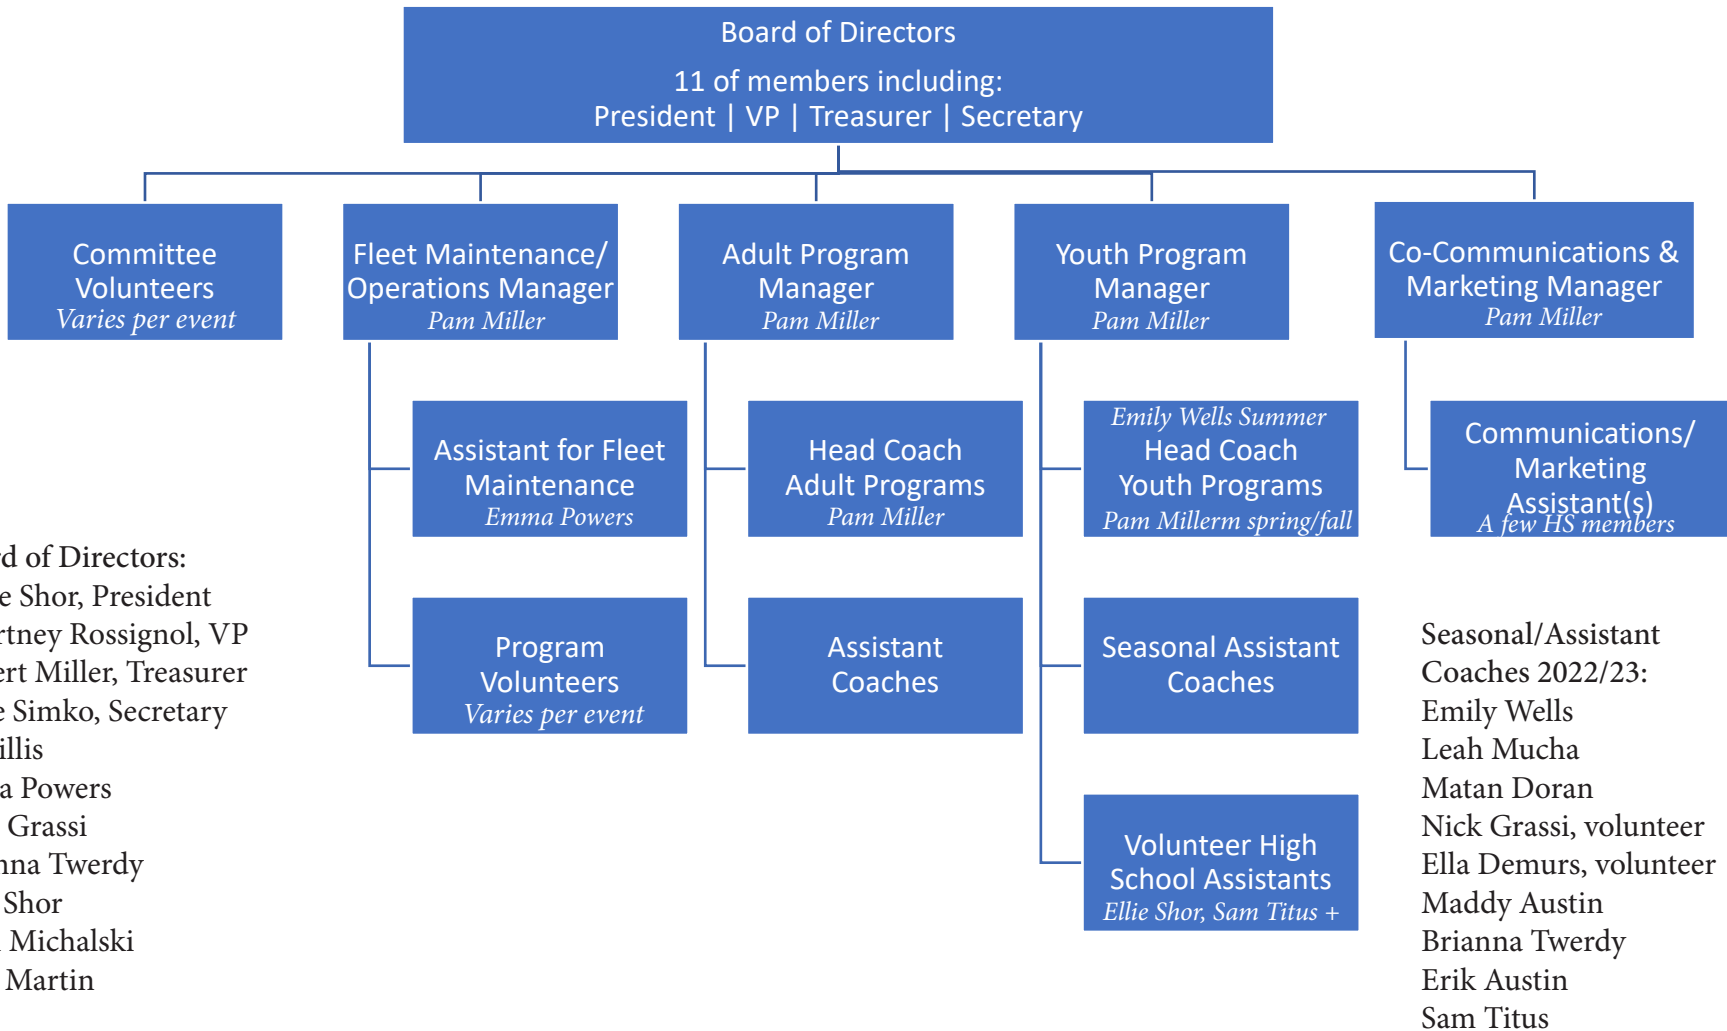 Board of Directors
11 of members including:
President | VP | Treasurer | Secretary
Committee
Volunteers
Varies per event
Fleet Maintenance/
Operations Manager
Pam Miller
Adult Program
Manager
Pam Miller
Youth Program
Manager
Pam Miller
Co-Communications &
Marketing Manager
Pam Miller
Assistant for Fleet
Maintenance
Emma Powers
Head Coach
Adult Programs
Pam Miller
Emily Wells Summer
Head Coach
Youth Programs
Pam Millerm spring/fall
Communications/
Marketing
Assistant(s)
A few HS members
Program
Volunteers
Varies per event
Assistant
Coaches
Seasonal Assistant
Coaches
Volunteer High
School Assistants
Ellie Shor, Sam Titus +
of Directors:
Shor, President
Rossignol, VP
Miller, Treasurer
Simko, Secretary
Powers
Grassi
Twerdy
Shor
Michalski
Martin
Seasonal/Assistant
Coaches 2022/23:
Emily Wells
Leah Mucha
Matan Doran
Nick Grassi, volunteer
Ella Demurs, volunteer
Maddy Austin
Brianna Twerdy
Erik Austin
Sam Titus